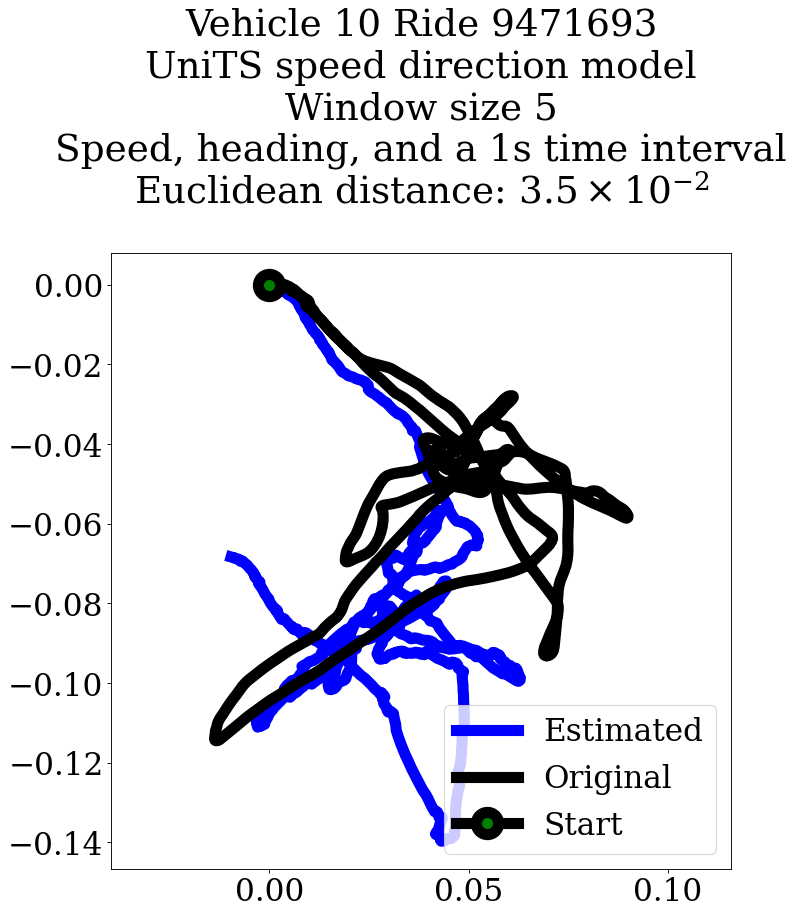 Vehicle 10 Ride 9471693
UniTS speed direction model
Window size 5
Speed, heading, and a 1s time interval
Euclidean distance: 3.5 × 10⁻²
0.00
−0.02
−0.04
−0.06
−0.08
−0.10
−0.12
−0.14
Estimated
Original
Start
0.00 0.05 0.10